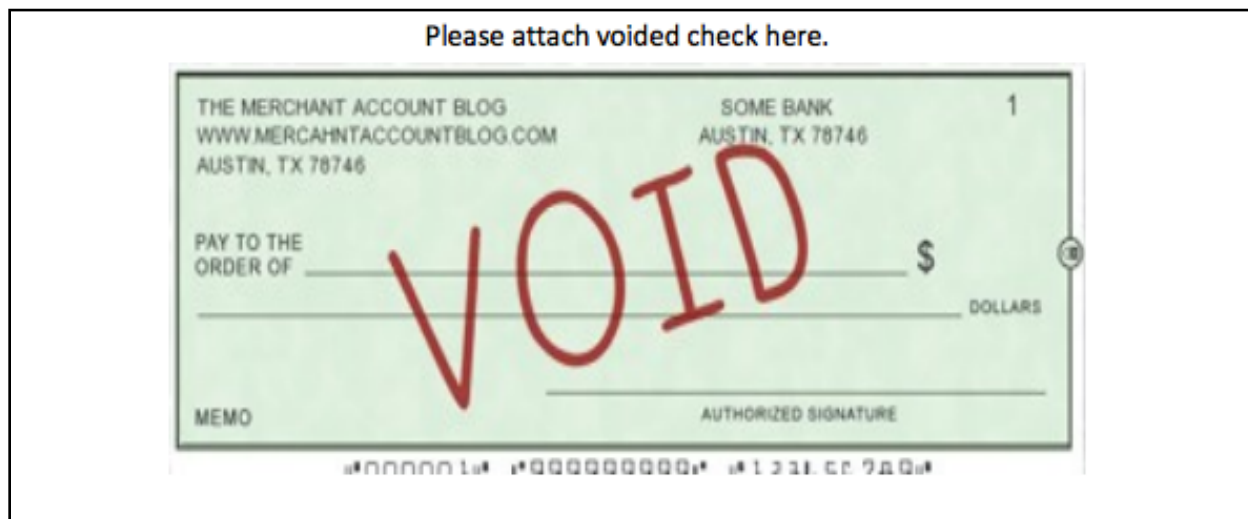 Please attach voided check here.
THE MERCHANT ACCOUNT BLOG
WWW.MERCAHNTACCOUNTBLOG.COM
AUSTIN, TX 78746
SOME BANK
AUSTIN, TX 78746
1
PAY TO THE
ORDER OF
$
DOLLARS
VOID
MEMO
AUTHORIZED SIGNATURE